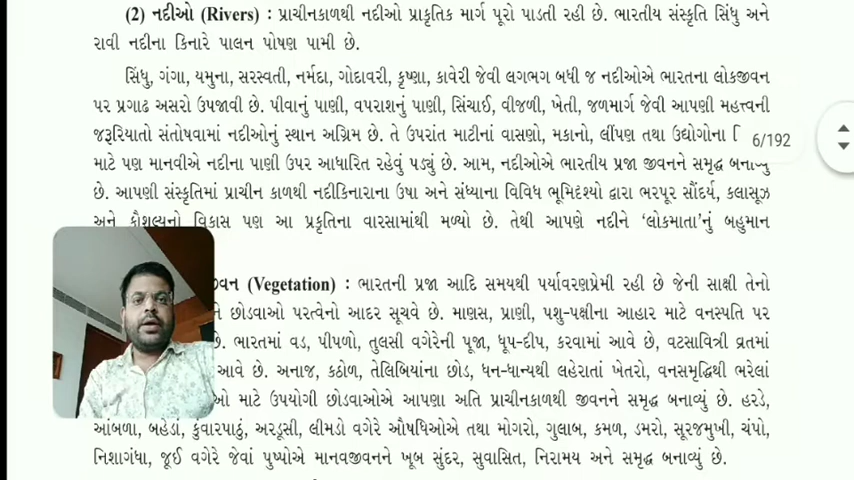 (2) નદીઓ (Rivers) : પ્રાચીનકાળથી નદીઓ પ્રાકૃતિક માર્ગ પૂરો પાડતી રહી છે. ભારતીય સંસ્કૃતિ સિંધુ અને
રાવી નદીના કિનારે પાલન પોષણ પામી છે.
સિંધુ, ગંગા, યમુના, સરસ્વતી, નર્મદા, ગોદાવરી, કૃષ્ણા, કાવેરી જેવી લગભગ બધી જ નદીઓએ ભારતના લોકજીવન
પર પ્રગાઢ અસરો ઉપજાવી છે. પીવાનું પાણી, વપરાશનું પાણી, સિંચાઈ, વીજળી, ખેતી, જળમાર્ગ જેવી આપણી મહત્ત્વની
જરૂરિયાતો સંતોષવામાં નદીઓનું સ્થાન અગ્રિમ છે. તે ઉપરાંત માટીનાં વાસણો, મકાનો, લીંપણ તથા ઉદ્યોગોના
6/192
માટે પણ માનવીએ નદીના પાણી ઉપર આધારિત રહેવું પડ્યું છે. આમ, નદીઓએ ભારતીય પ્રજા જીવનને સમૃદ્ધ બનાવ્યું
છે. આપણી સંસ્કૃતિમાં પ્રાચીન કાળથી નદીકિનારાના ઉષા અને સંધ્યાના વિવિધ ભૂમિદૃશ્યો દ્વારા ભરપૂર સૌંદર્ય, કલાસૂઝ
અને કૌશલ્યનો વિકાસ પણ આ પ્રકૃતિના વારસામાંથી મળ્યો છે. તેથી આપણે નદીને ‘લોકમાતા’નું બહુમાન
જીવન (Vegetation) : ભારતની પ્રજા આદિ સમયથી પર્યાવરણપ્રેમી રહી છે જેની સાક્ષી તેનો
છોડવાઓ પરત્વેનો આદર સૂચવે છે. માણસ, પ્રાણી, પશુ-પક્ષીના આહાર માટે વનસ્પતિ પર
છે. ભારતમાં વડ, પીપળો, તુલસી વગેરેની પૂજા, ધૂપ-દીપ, કરવામાં આવે છે, વટસાવિત્રી વ્રતમાં
આવે છે. અનાજ, કઠોળ, તેલિબિયાંના છોડ, ધન-ધાન્યથી લહેરાતાં ખેતરો, વનસમૃદ્ધિથી ભરેલાં
ઓ માટે ઉપયોગી છોડવાઓએ આપણા અતિ પ્રાચીનકાળથી જીવનને સમૃદ્ધ બનાવ્યું છે. હરડે,
આંબળા, બહેડાં, કુંવારપાઠું, અરડૂસી, લીમડો વગેરે ઔષધિઓએ તથા મોગરો, ગુલાબ, કમળ, ડમરો, સૂરજમુખી, ચંપો,
નિશાગંધા, જૂઈ વગેરે જેવાં પુષ્પોએ માનવજીવનને ખૂબ સુંદર, સુવાસિત, નિરામય અને સમૃદ્ધ બનાવ્યું છે.